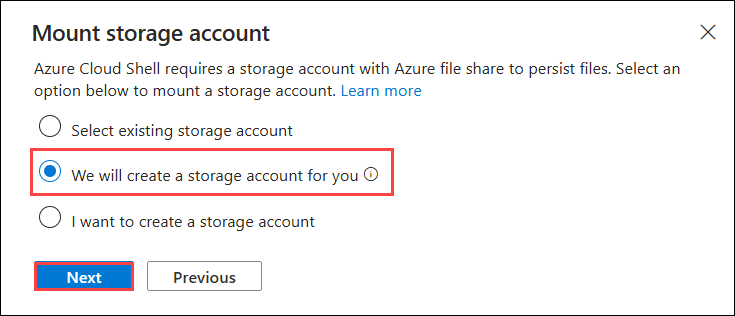 Mount storage account
Azure Cloud Shell requires a storage account with Azure file share to persist files. Select an
option below to mount a storage account. Learn more
Select existing storage account
We will create a storage account for you
I want to create a storage account
Next
Previous